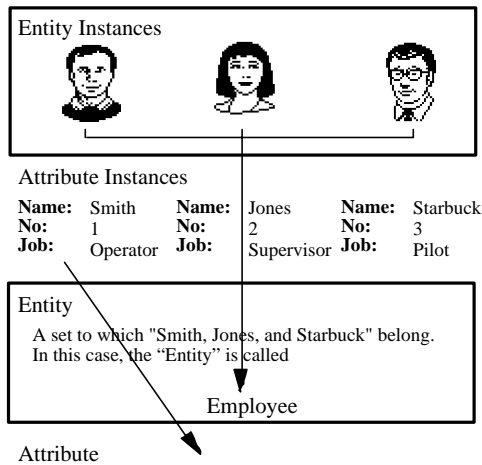 Entity Instances
Attribute Instances
Name: Smith Name: Jones Name: Starbuck
No: 1 No: 2 No: 3
Job: Operator Job: Supervisor Job: Pilot
Entity
A set to which "Smith, Jones, and Starbuck" belong.
In this case, the “Entity” is called
Employee
Attribute